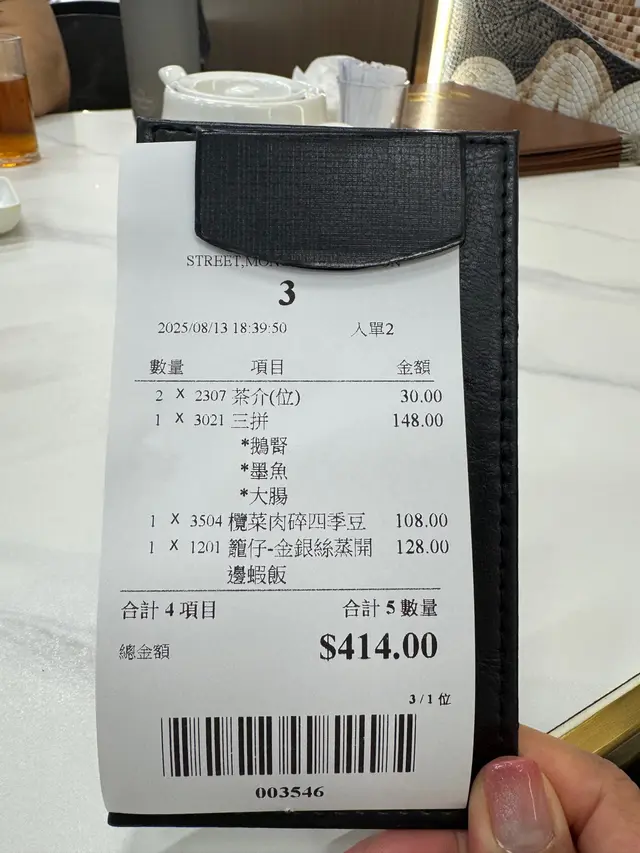 STREET,MON
3
2025/08/13 18:39:50 入單2
數量 項目 金額
2 X 2307 茶介(位) 30.00
1 X 3021 三拼 148.00
*鵝腎
*墨魚
*大腸
1 X 3504 欖菜肉碎四季豆 108.00
1 X 1201 籠仔-金銀絲蒸開 128.00
邊蝦飯
合計 4 項目 合計 5 數量
總金額 $414.00
3 / 1 位
003546